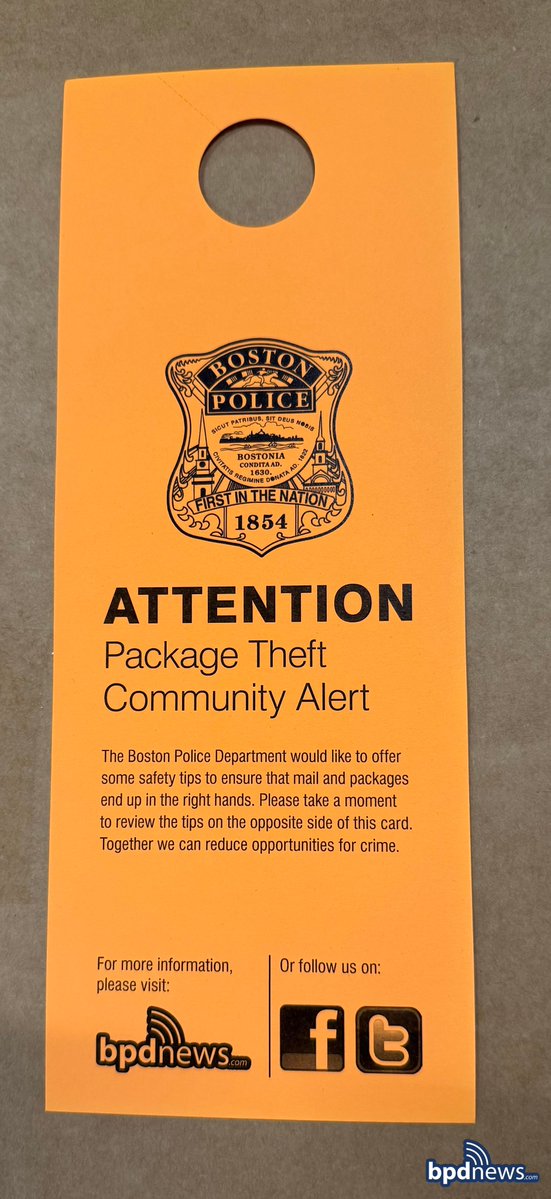 BOSTON
POLICE
SICUT PATRIBUS, SIT DEUS NOBIS
BOSTONIA
CONDITA AD.
1630.
CIVITATIS REGIMINE DONATA AD. 1822
FIRST IN THE NATION
1854
ATTENTION
Package Theft
Community Alert
The Boston Police Department would like to offer
some safety tips to ensure that mail and packages
end up in the right hands. Please take a moment
to review the tips on the opposite side of this card.
Together we can reduce opportunities for crime.
For more information,
please visit:
bpdnews.com
Or follow us on:
f
t
bpdnews.com